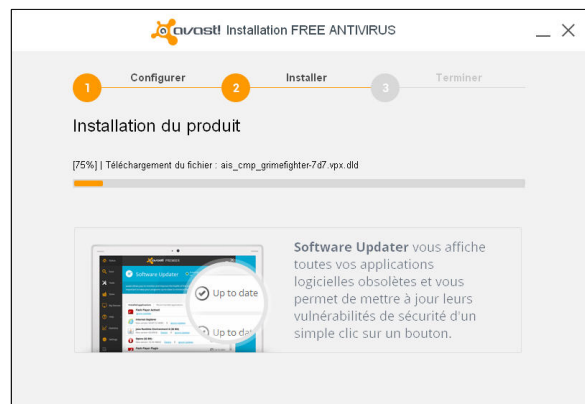 avast! Installation FREE ANTIVIRUS
1 Configurer 2 Installer 3 Terminer
Installation du produit
[75%] | Téléchargement du fichier : ais_cmp_grimefighter-7d7.vpx.dld
Software Updater
Up to date
Up to dat
Software Updater vous affiche
toutes vos applications
logicielles obsolètes et vous
permet de mettre à jour leurs
vulnérabilités de sécurité d'un
simple clic sur un bouton.